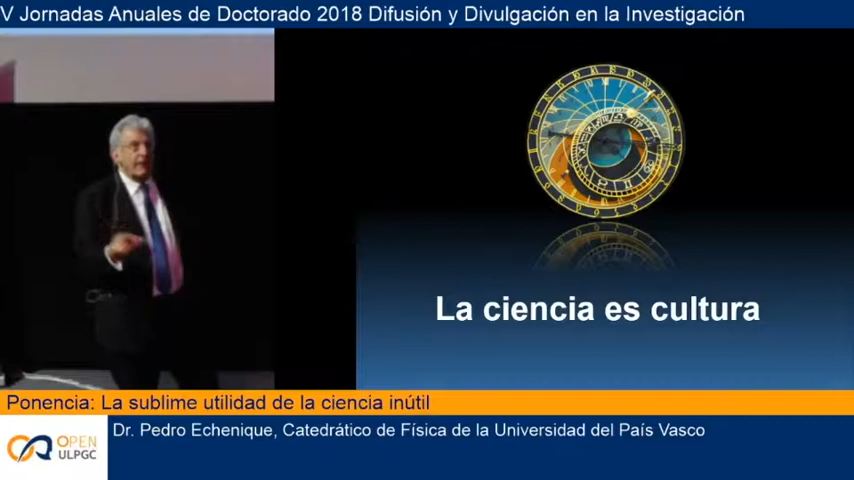 V Jornadas Anuales de Doctorado 2018 Difusión y Divulgación en la Investigación
La ciencia es cultura
Ponencia: La sublime utilidad de la ciencia inútil
OPEN
ULPGC
Dr. Pedro Echenique, Catedrático de Física de la Universidad del País Vasco